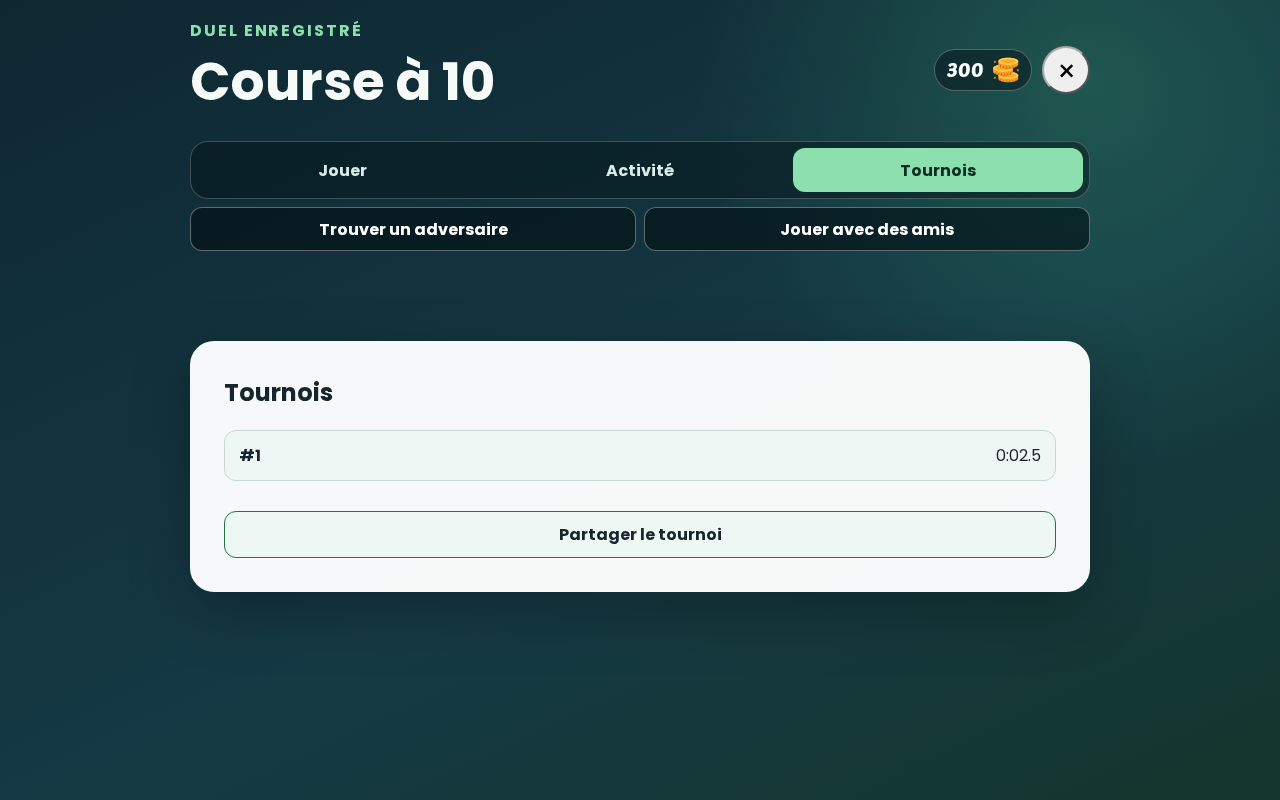 DUEL ENREGISTRÉ
Course à 10
300
×
Jouer
Activité
Tournois
Trouver un adversaire
Jouer avec des amis
Tournois
#1
0:02.5
Partager le tournoi